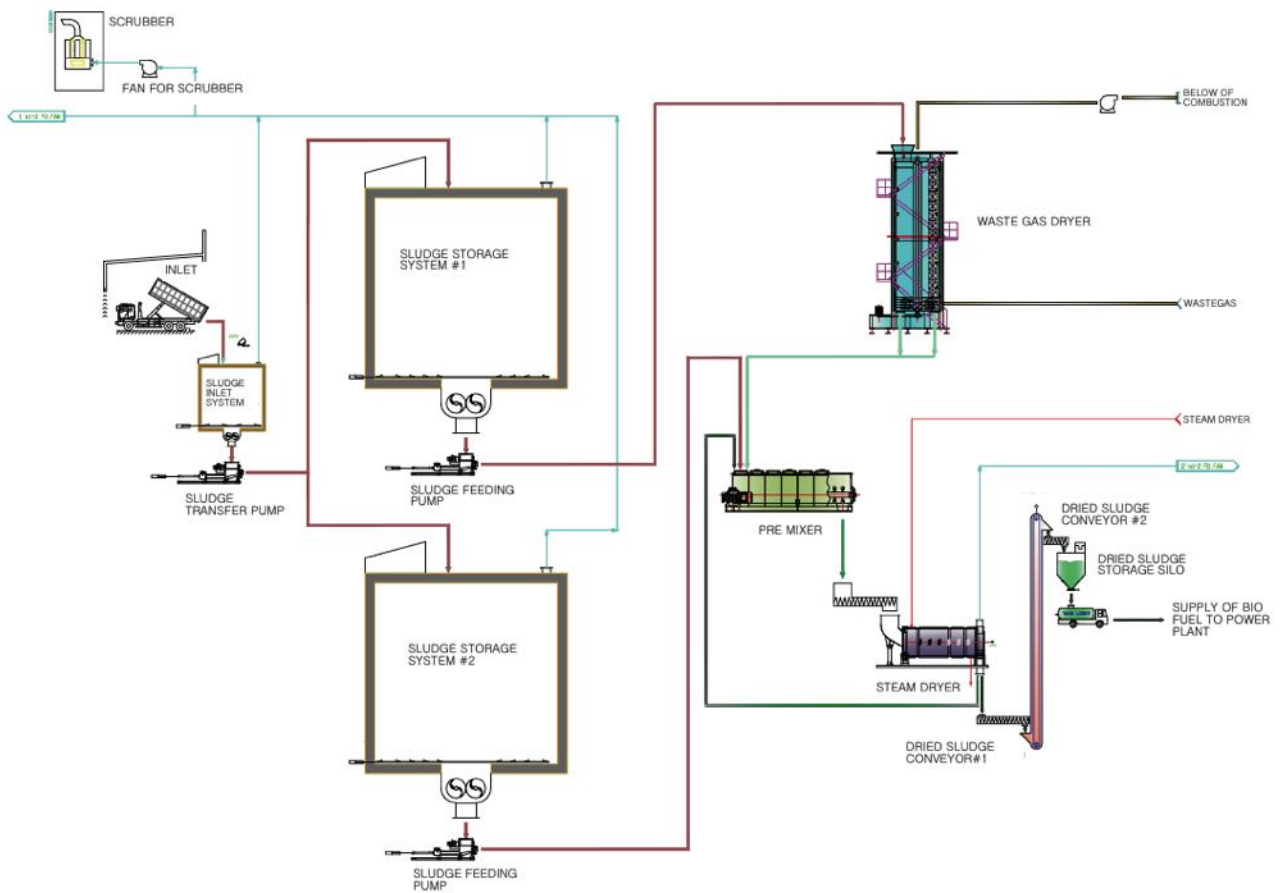 SCRUBBER
FAN FOR SCRUBBER
BELOW OF
COMBUSTION
WASTE GAS DRYER
SLUDGE STORAGE
SYSTEM #1
INLET
WASTEGAS
SLUDGE
INLET
SYSTEM
STEAM DRYER
SLUDGE
TRANSFER PUMP
SLUDGE FEEDING
PUMP
PRE MIXER
DRIED SLUDGE
CONVEYOR #2
DRIED SLUDGE
STORAGE SILO
SUPPLY OF BIO
FUEL TO POWER
PLANT
SLUDGE STORAGE
SYSTEM #2
STEAM DRYER
DRIED SLUDGE
CONVEYOR#1
SLUDGE FEEDING
PUMP